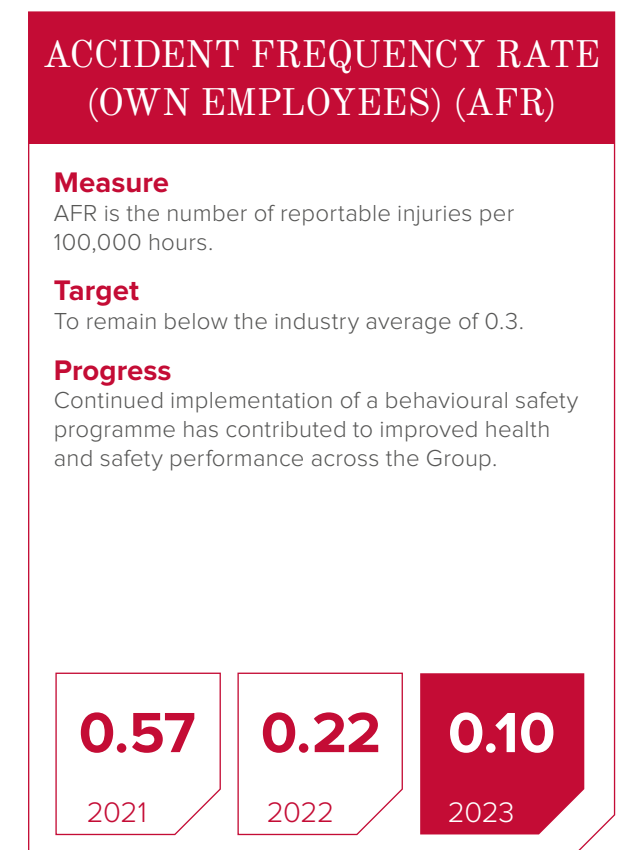 ACCIDENT FREQUENCY RATE
(OWN EMPLOYEES) (AFR)
Measure
AFR is the number of reportable injuries per
100,000 hours.
Target
To remain below the industry average of 0.3.
Progress
Continued implementation of a behavioural safety
programme has contributed to improved health
and safety performance across the Group.
0.57
2021
0.22
2022
0.10
2023